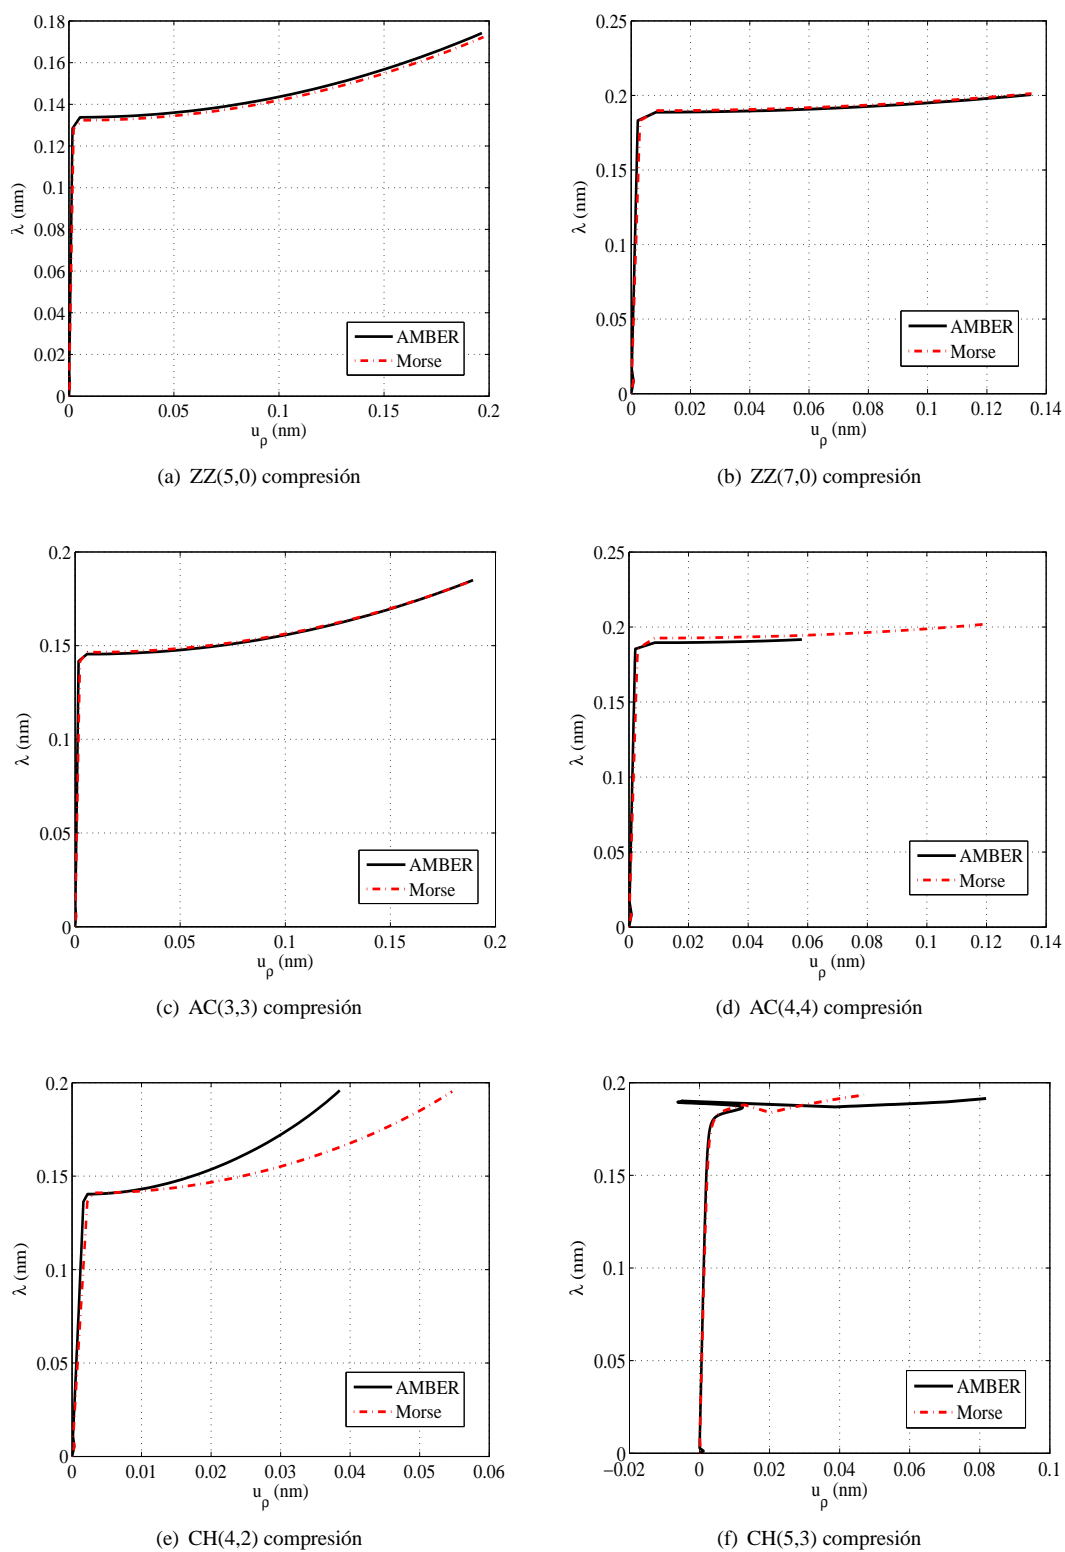 0.18
0.16
0.14
0.12
0.1
0.08
0.06
0.04
0.02
0
λ (nm)
AMBER
Morse
0 0.05 0.1 0.15 0.2
uρ (nm)
(a) ZZ(5,0) compresión
0.25
0.2
0.15
0.1
0.05
0
λ (nm)
AMBER
Morse
0 0.02 0.04 0.06 0.08 0.1 0.12 0.14
uρ (nm)
(b) ZZ(7,0) compresión
0.2
0.15
0.1
0.05
0
λ (nm)
AMBER
Morse
0 0.05 0.1 0.15 0.2
uρ (nm)
(c) AC(3,3) compresión
0.25
0.2
0.15
0.1
0.05
0
λ (nm)
AMBER
Morse
0 0.02 0.04 0.06 0.08 0.1 0.12 0.14
uρ (nm)
(d) AC(4,4) compresión
0.2
0.15
0.1
0.05
0
λ (nm)
AMBER
Morse
0 0.01 0.02 0.03 0.04 0.05 0.06
uρ (nm)
(e) CH(4,2) compresión
0.2
0.15
0.1
0.05
0
λ (nm)
AMBER
Morse
−0.02 0 0.02 0.04 0.06 0.08 0.1
uρ (nm)
(f) CH(5,3) compresión